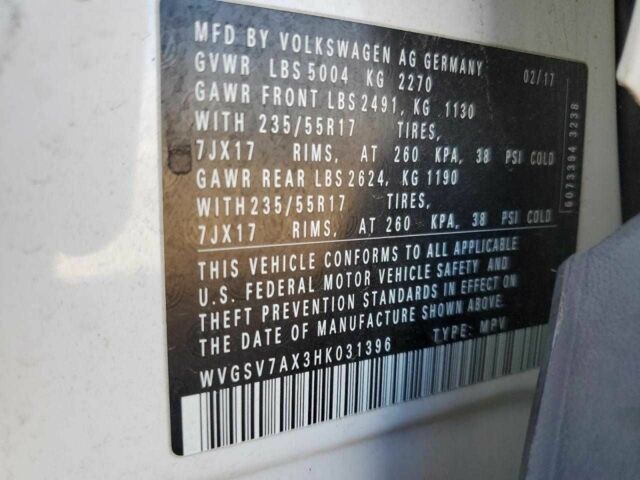 MFD BY VOLKSWAGEN AG GERMANY
GVWR LBS 5004 KG 2270 02/17
GAWR FRONT LBS 2491, KG 1130
WITH 235/55R17 TIRES,
7JX17 RIMS, AT 260 KPA, 38 PSI COLD
GAWR REAR LBS 2624, KG 1190
WITH 235/55R17 TIRES,
7JX17 RIMS, AT 260 KPA, 38 PSI COLD
THIS VEHICLE CONFORMS TO ALL APPLICABLE
U.S. FEDERAL MOTOR VEHICLE SAFETY AND
THEFT PREVENTION STANDARDS IN EFFECT ON
THE DATE OF MANUFACTURE SHOWN ABOVE.
WVGSV7AX3HK031396 TYPE: MPV
6073394 3238